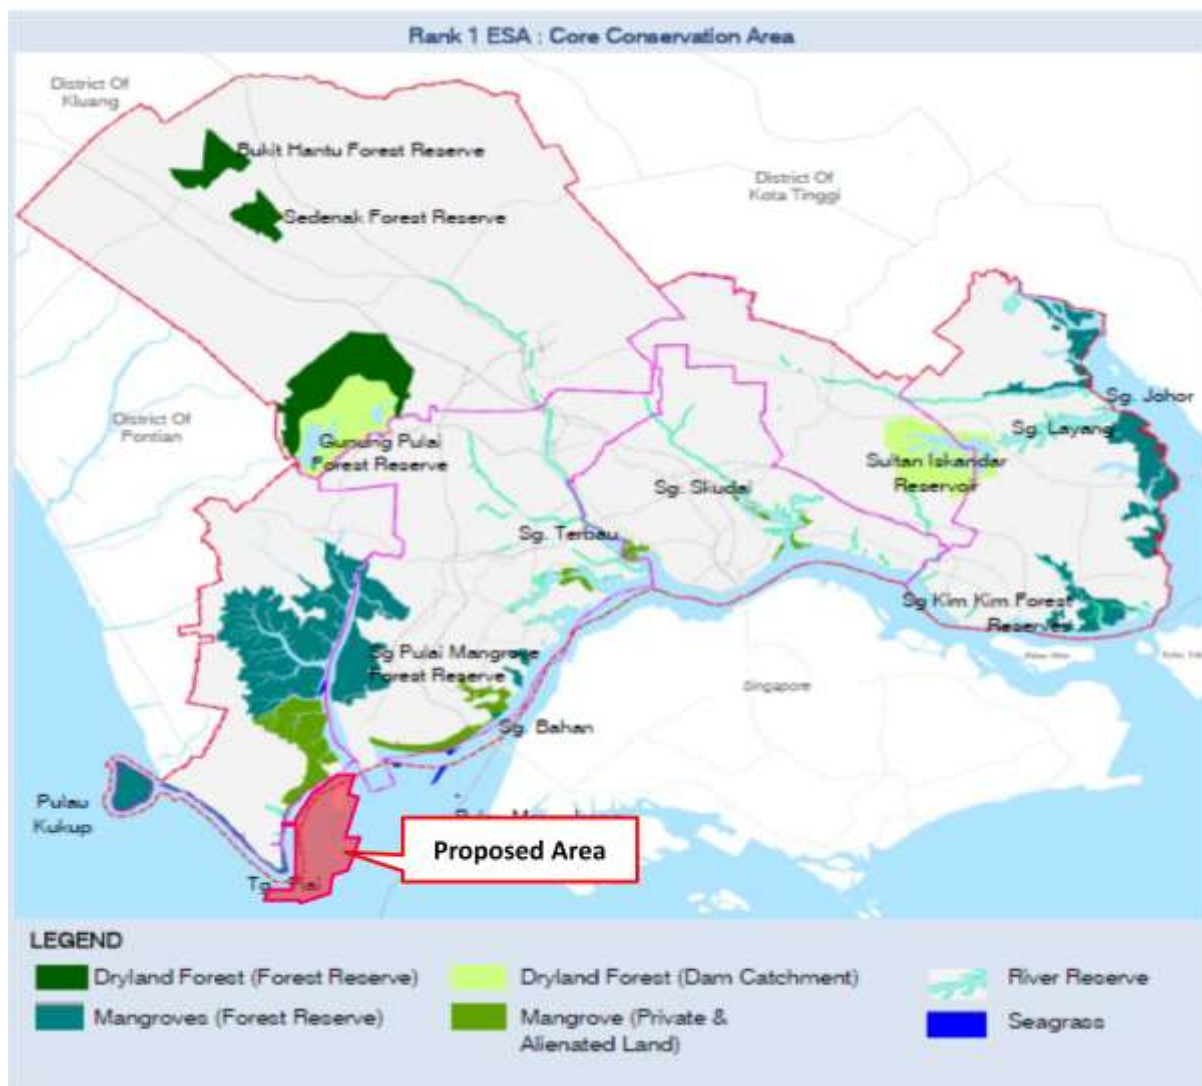 Rank 1 ESA : Core Conservation Area
District Of
Kluang
Bukit Hantu Forest Reserve
District Of
Kota Tinggi
Sedenak Forest Reserve
District Of
Pontian
Sg. Johor
Sg. Layang
Gunung Pulai
Forest Reserve
Sultan Iskandar
Reservoir
Sg. Skudai
Sg. Terbau
Sg Kim Kim Forest
Reserves
Sg Pulai Mangrove
Forest Reserve
Singapore
Sg. Bahan
Pulau
Kukup
Proposed Area
Tg. Piai
LEGEND
Dryland Forest (Forest Reserve)
Dryland Forest (Dam Catchment)
River Reserve
Mangroves (Forest Reserve)
Mangrove (Private &
Alienated Land)
Seagrass